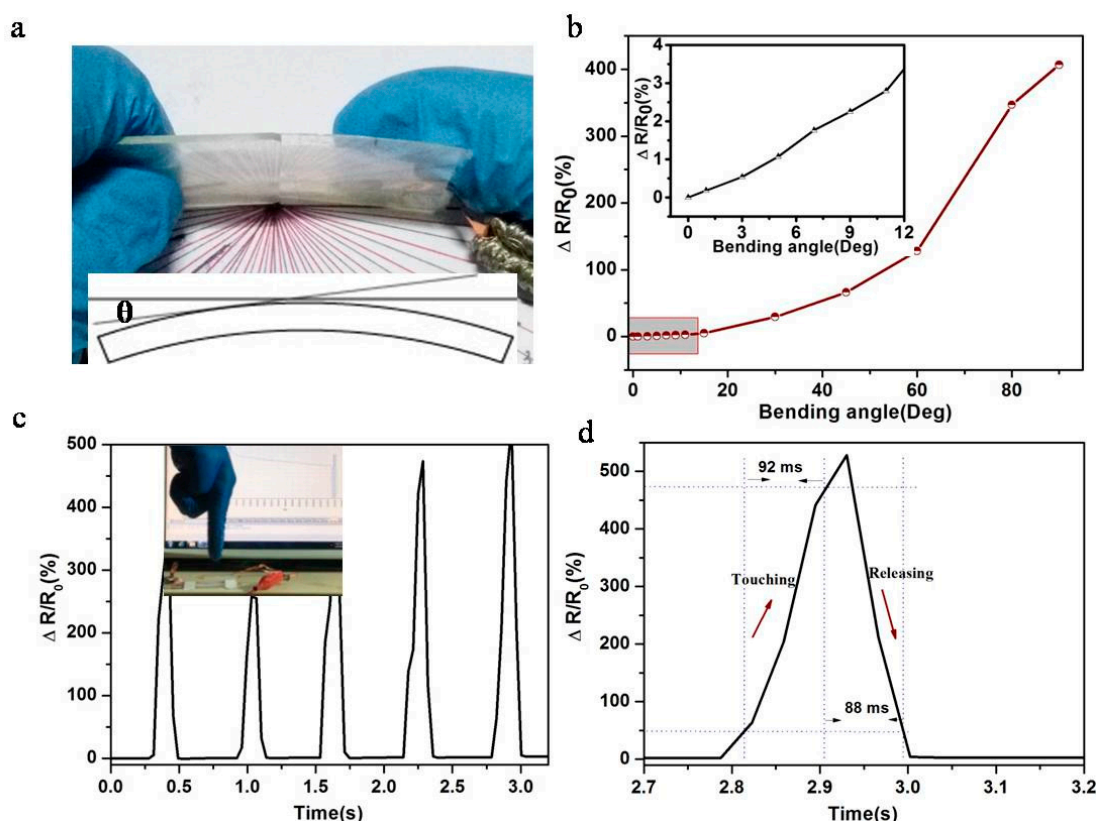 a
θ
b
Δ R/R0(%)
400
300
200
100
0
0
20
40
60
80
Bending angle(Deg)
Δ R/R0(%)
4
3
2
1
0
0
3
6
9
12
Bending angle(Deg)
c
Δ R/R0(%)
500
400
300
200
100
0
0.0
0.5
1.0
1.5
2.0
2.5
3.0
Time(s)
d
Δ R/R0(%)
500
400
300
200
100
0
92 ms
Touching
Releasing
88 ms
2.7
2.8
2.9
3.0
3.1
3.2
Time(s)